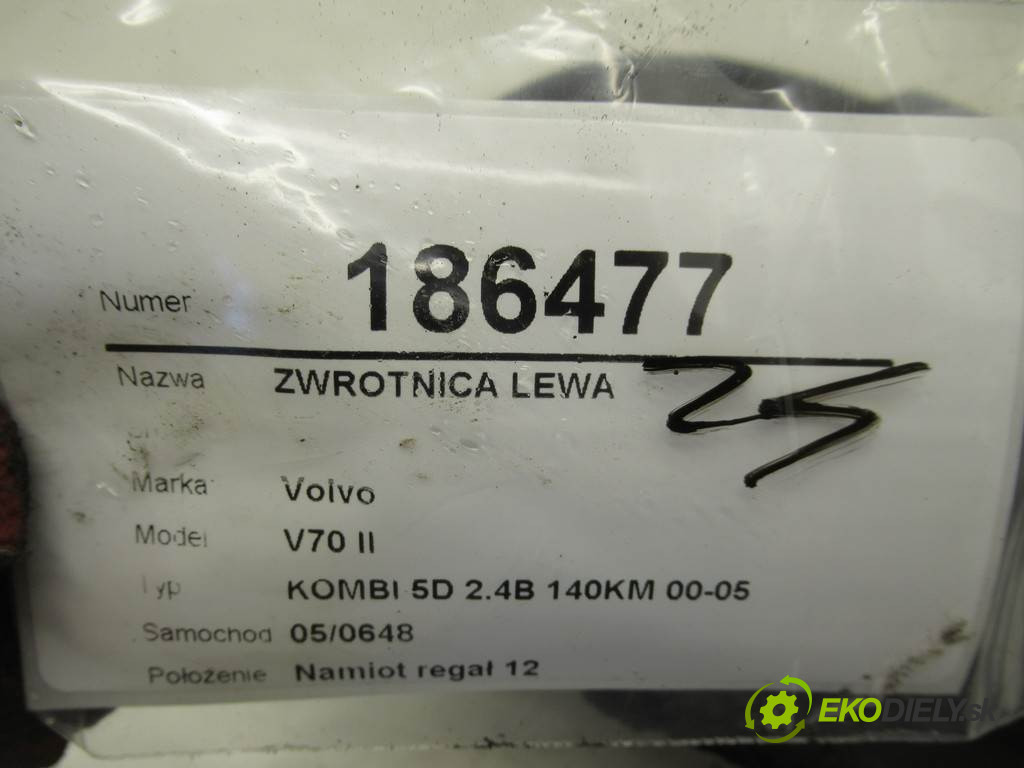 Numer 186477
Nazwa ZWROTNICA LEWA
Marka Volvo
Model V70 II
Typ KOMBI 5D 2.4B 140KM 00-05
Samochod 05/0648
Położenie Namiot regał 12
EKODIELY.sk